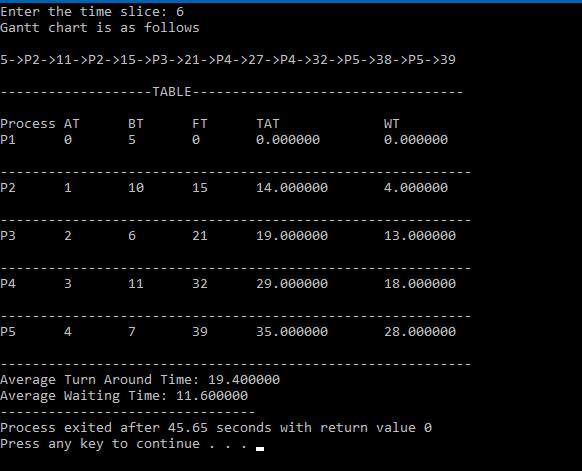 Enter the time slice: 6
Gantt chart is as follows
5->P2->11->P2->15->P3->21->P4->27->P4->32->P5->38->P5->39
-------------------TABLE----------------------------------
Process AT      BT      FT      TAT             WT
P1      0       5       0       0.000000        0.000000
-----------------------------------------------------------
P2      1       10      15      14.000000       4.000000
-----------------------------------------------------------
P3      2       6       21      19.000000       13.000000
-----------------------------------------------------------
P4      3       11      32      29.000000       18.000000
-----------------------------------------------------------
P5      4       7       39      35.000000       28.000000
-----------------------------------------------------------
Average Turn Around Time: 19.400000
Average Waiting Time: 11.600000
--------------------------------
Process exited after 45.65 seconds with return value 0
Press any key to continue . . .